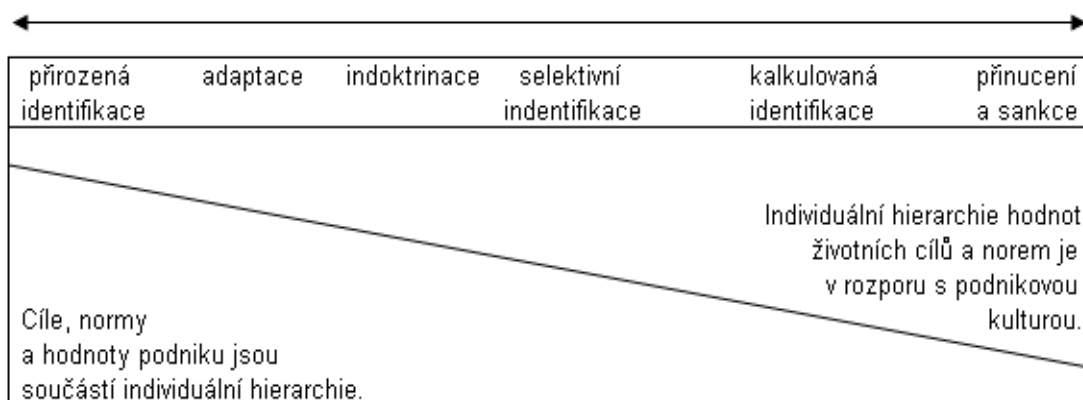 přirozená adaptace indoktrinace selektivní kalkulovaná přinucení
identifikace indentifikace identifikace a sankce
Individuální hierarchie hodnot
životních cílů a norem je
v rozporu s podnikovou
kulturou.
Cíle, normy
a hodnoty podniku jsou
součástí individuální hierarchie.